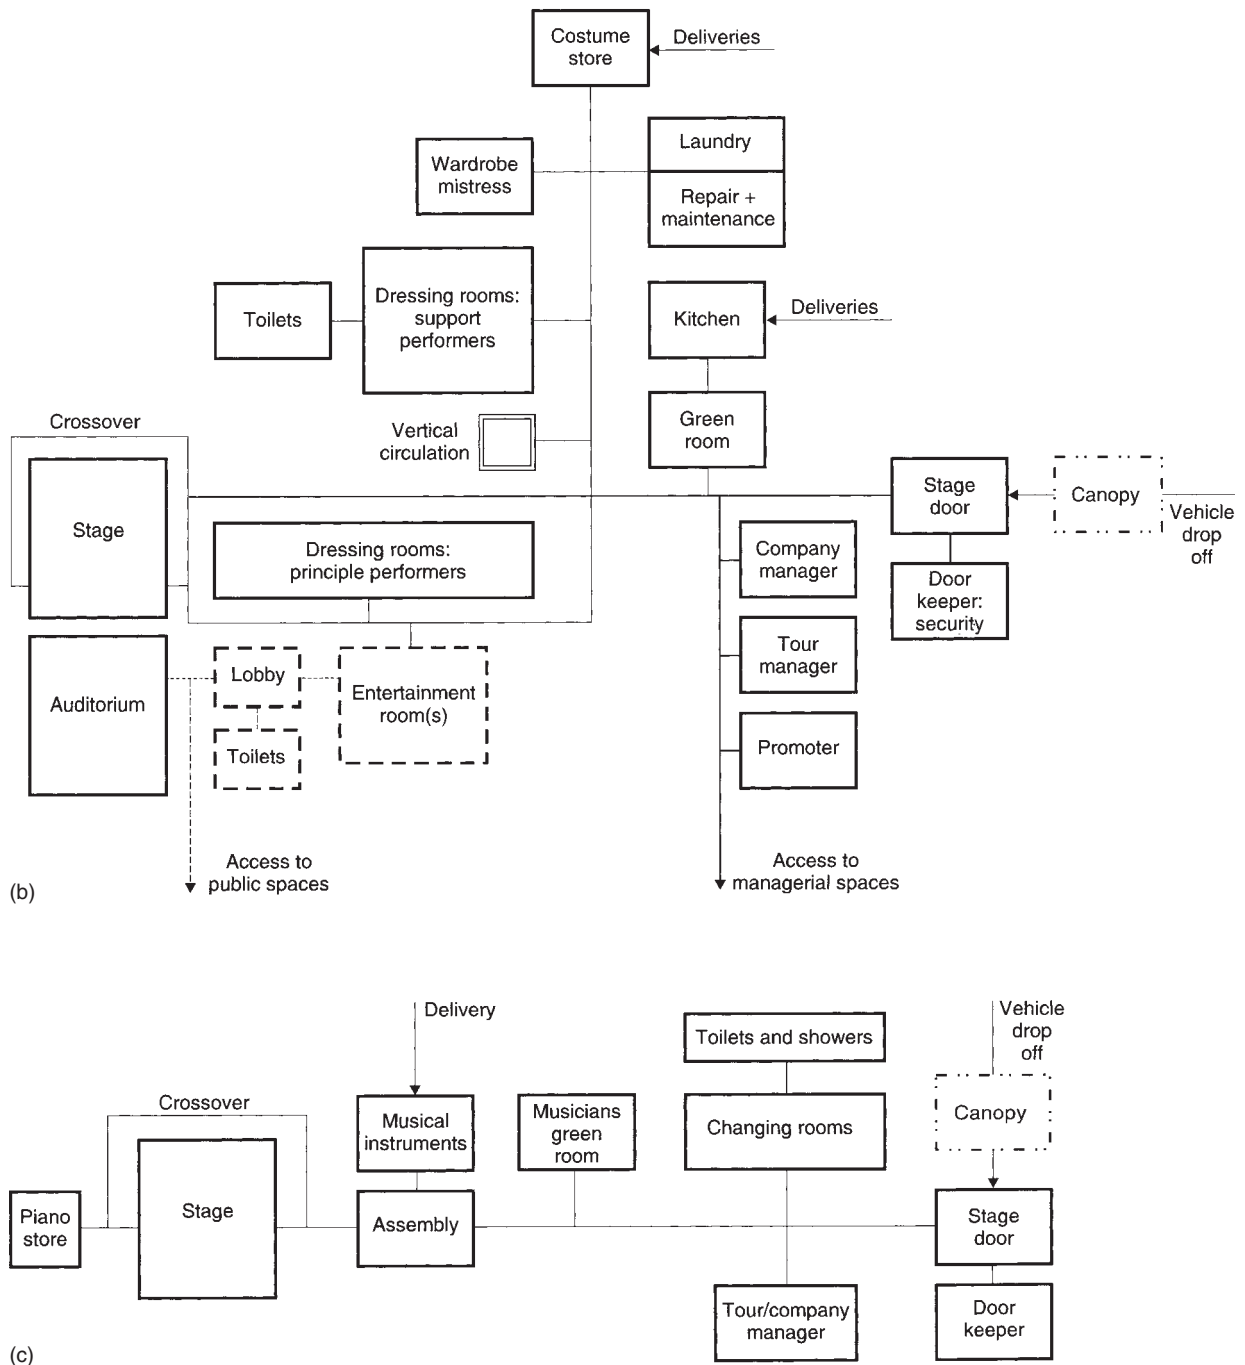 Costume
store
Deliveries
Laundry
Wardrobe
mistress
Repair +
maintenance
Toilets
Dressing rooms:
support
performers
Kitchen
Deliveries
Crossover
Vertical
circulation
Green
room
Stage
Stage
door
Canopy
Vehicle
drop
off
Dressing rooms:
principle performers
Company
manager
Door
keeper:
security
Auditorium
Lobby
Entertainment
room(s)
Tour
manager
Toilets
Promoter
Access to
public spaces
Access to
managerial spaces
(b)
Delivery
Vehicle
drop
off
Toilets and showers
Crossover
Musical
instruments
Musicians
green
room
Changing rooms
Canopy
Piano
store
Stage
Assembly
Stage
door
Tour/company
manager
Door
keeper
(c)